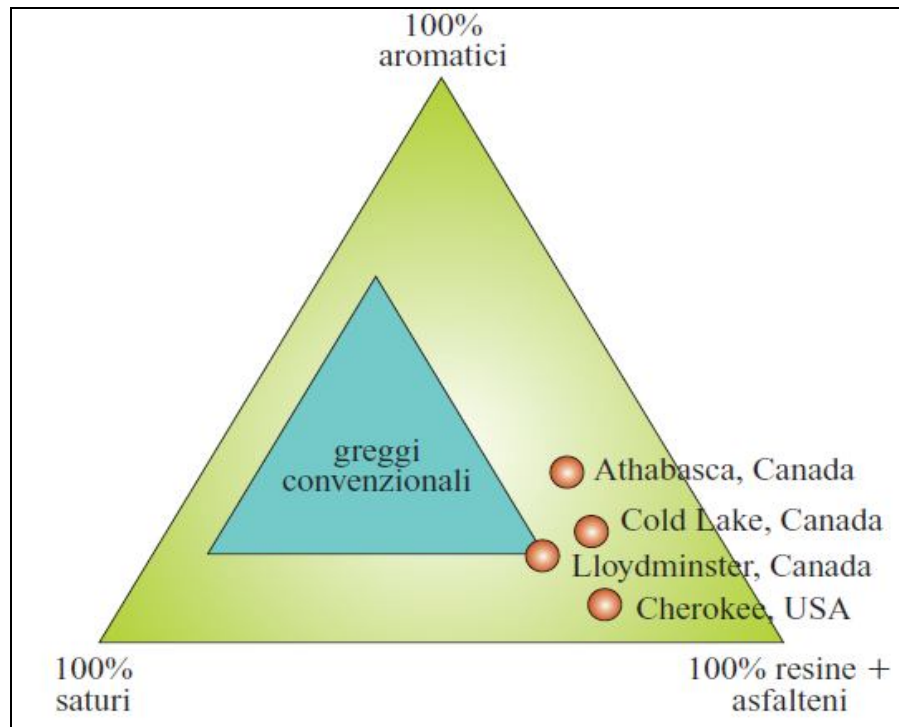 100%
aromatici
greggi
convenzionali
Athabasca, Canada
Cold Lake, Canada
Lloydminster, Canada
Cherokee, USA
100%
saturi
100% resine +
asfalteni